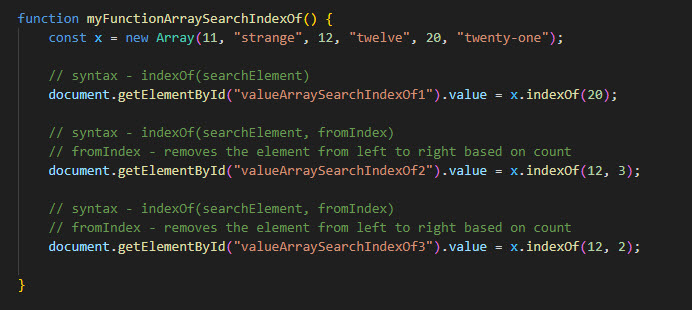 function myFunctionArraySearchIndexOf() {
    const x = new Array(11, "strange", 12, "twelve", 20, "twenty-one");
    // syntax - indexOf(searchElement)
    document.getElementById("valueArraySearchIndexOf1").value = x.indexOf(20);
    // syntax - indexOf(searchElement, fromIndex)
    // fromIndex - removes the element from left to right based on count
    document.getElementById("valueArraySearchIndexOf2").value = x.indexOf(12, 3);
    // syntax - indexOf(searchElement, fromIndex)
    // fromIndex - removes the element from left to right based on count
    document.getElementById("valueArraySearchIndexOf3").value = x.indexOf(12, 2);
}